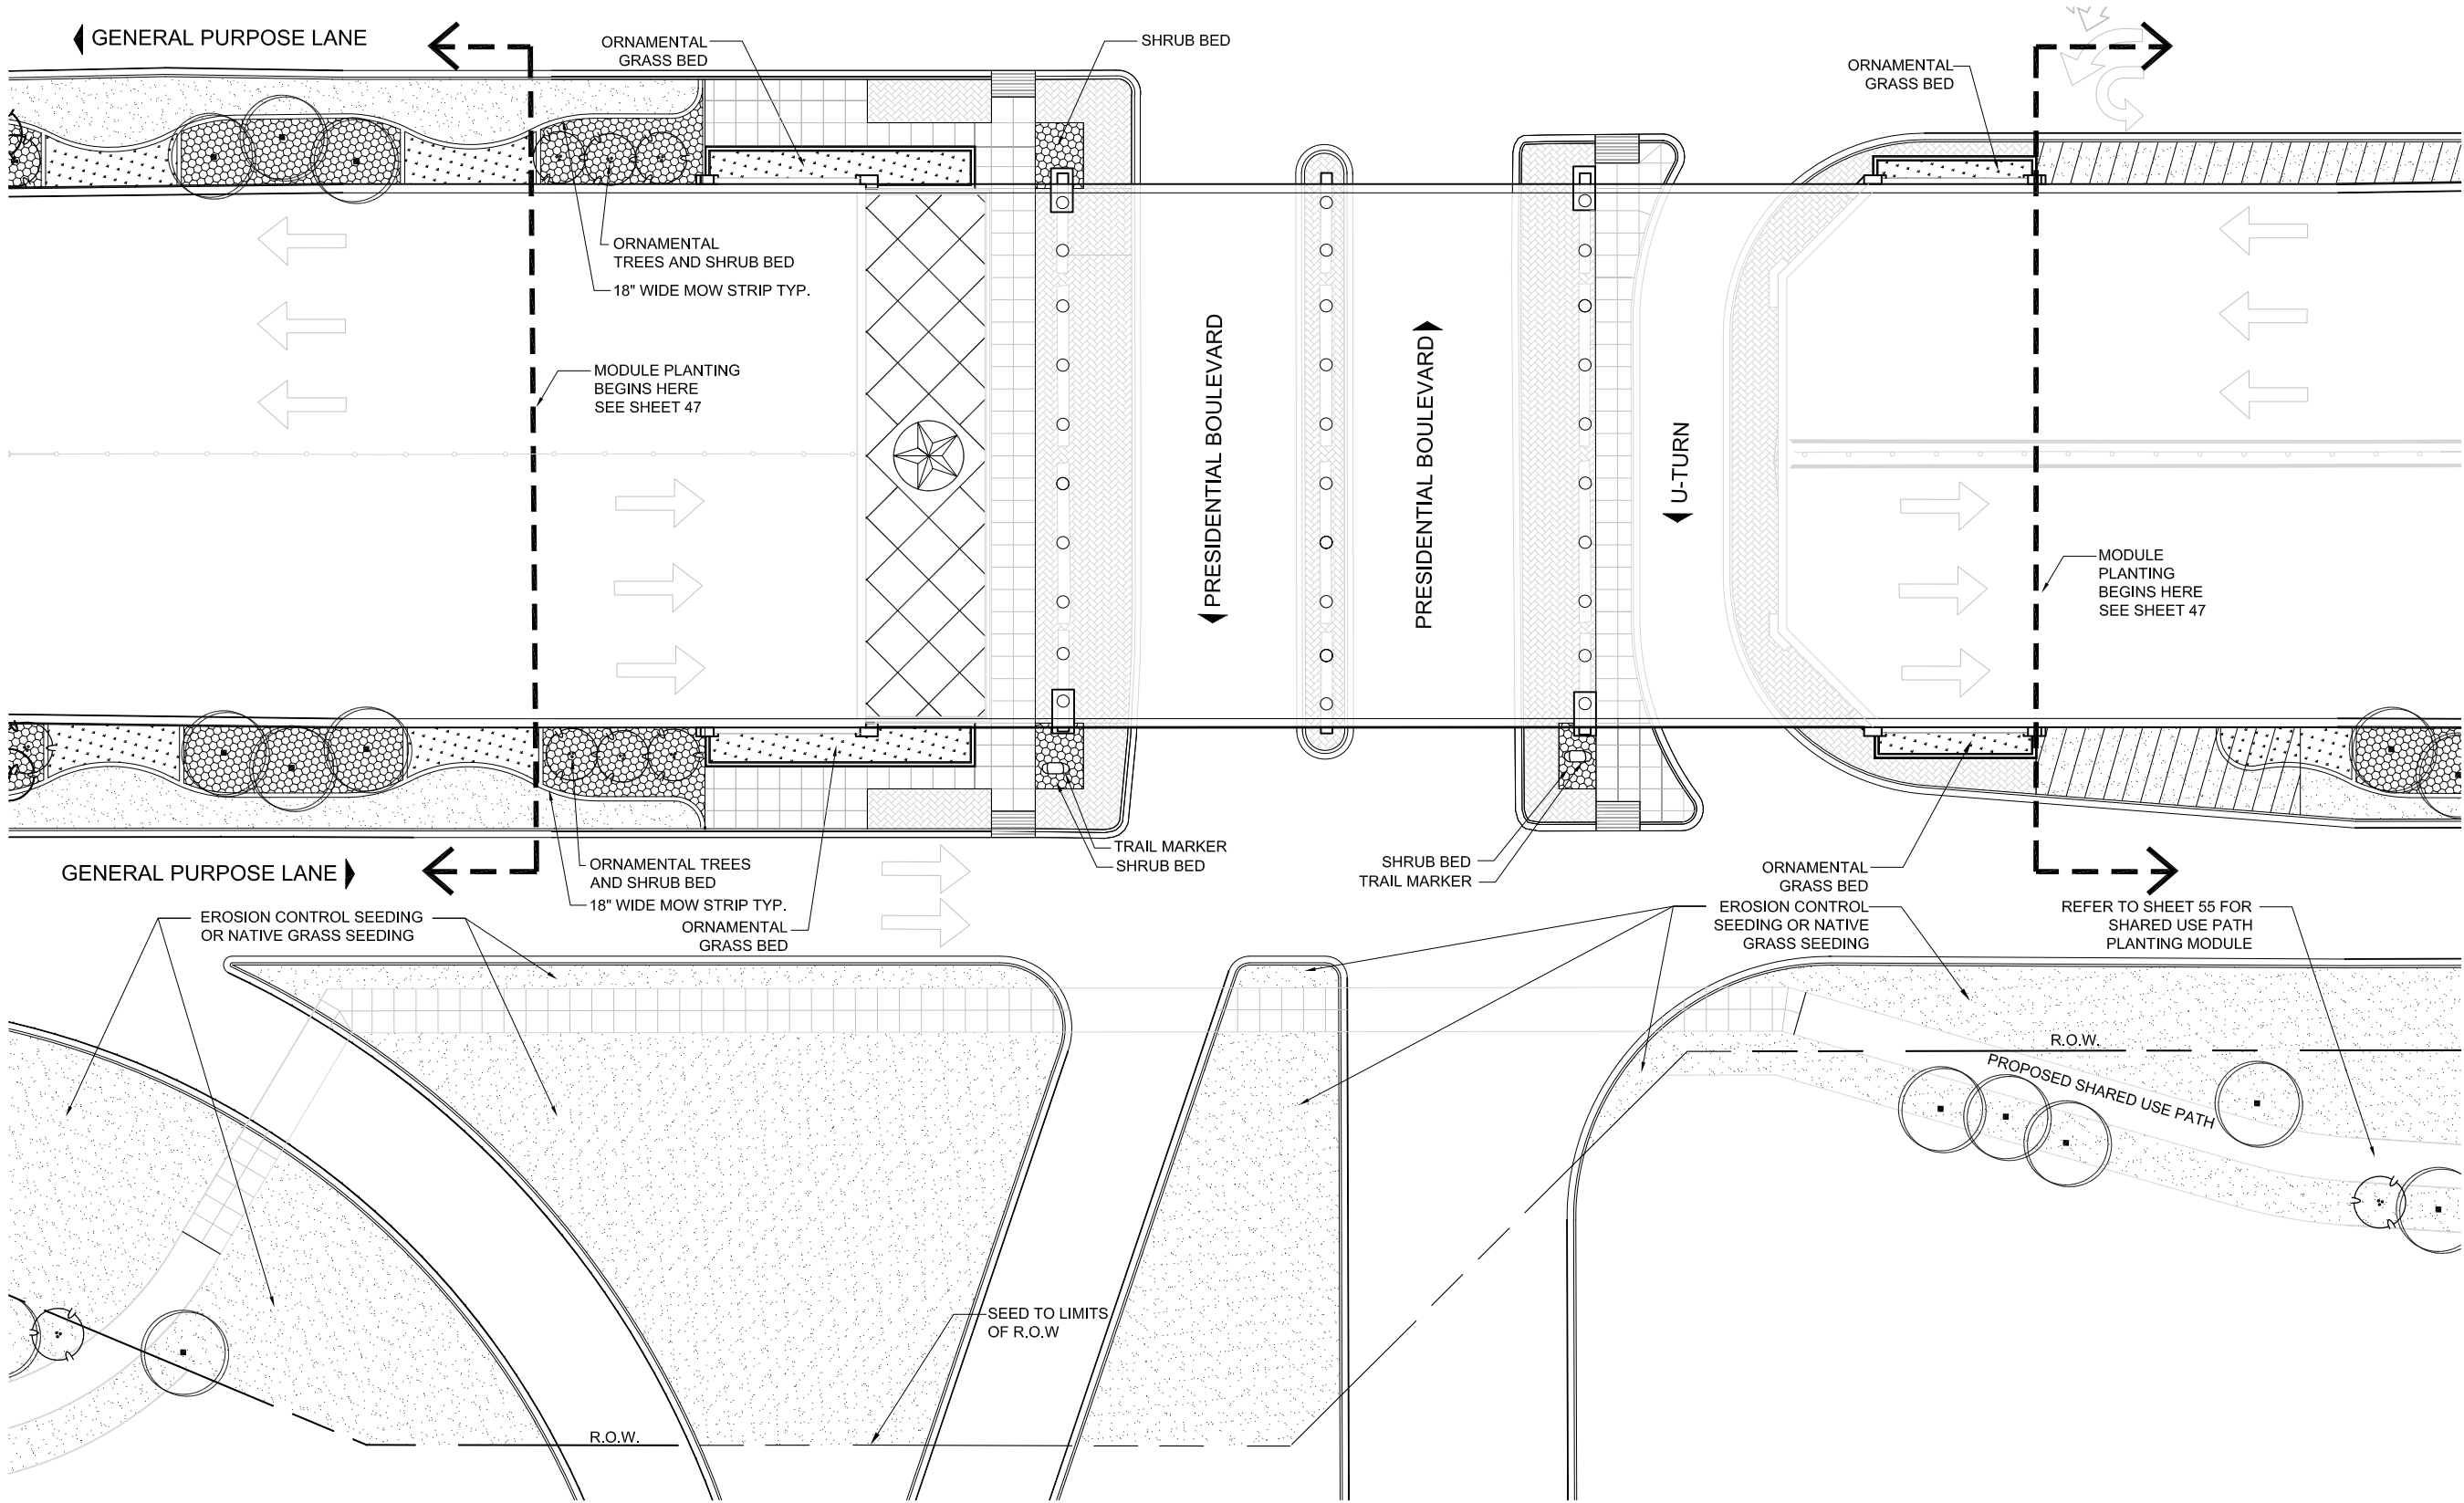 GENERAL PURPOSE LANE
ORNAMENTAL
GRASS BED
SHRUB BED
ORNAMENTAL
GRASS BED
ORNAMENTAL
TREES AND SHRUB BED
18" WIDE MOW STRIP TYP.
MODULE PLANTING
BEGINS HERE
SEE SHEET 47
PRESIDENTIAL BOULEVARD
PRESIDENTIAL BOULEVARD
U-TURN
MODULE
PLANTING
BEGINS HERE
SEE SHEET 47
GENERAL PURPOSE LANE
ORNAMENTAL TREES
AND SHRUB BED
18" WIDE MOW STRIP TYP.
ORNAMENTAL
GRASS BED
TRAIL MARKER
SHRUB BED
SHRUB BED
TRAIL MARKER
ORNAMENTAL
GRASS BED
EROSION CONTROL SEEDING
OR NATIVE GRASS SEEDING
EROSION CONTROL
SEEDING OR NATIVE
GRASS SEEDING
REFER TO SHEET 55 FOR
SHARED USE PATH
PLANTING MODULE
R.O.W.
PROPOSED SHARED USE PATH
SEED TO LIMITS
OF R.O.W
R.O.W.